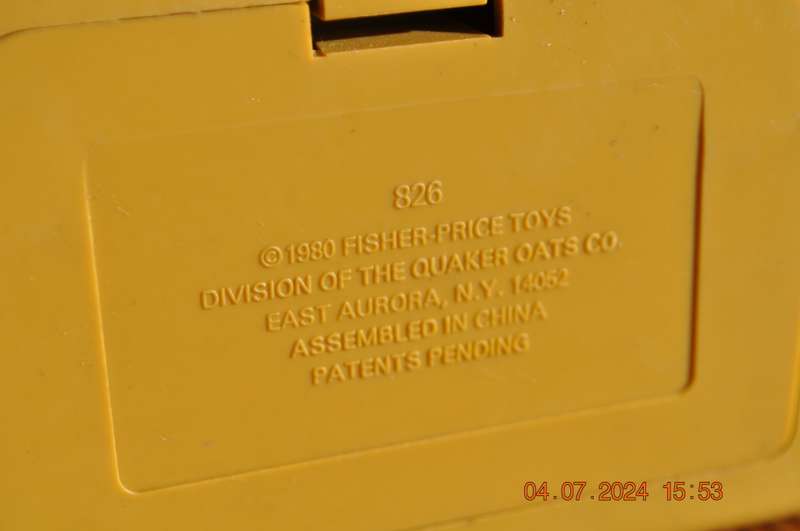 826
©1980 FISHER-PRICE TOYS
DIVISION OF THE QUAKER OATS CO.
EAST AURORA, N.Y. 14052
ASSEMBLED IN CHINA
PATENTS PENDING
04.07.2024 15:53